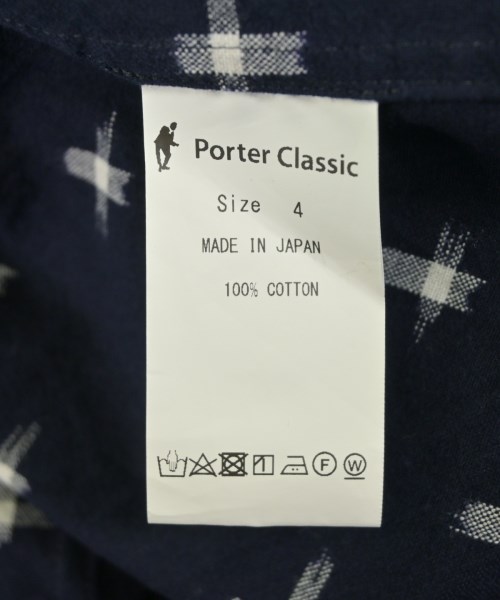 Porter Classic
Size 4
MADE IN JAPAN
100% COTTON
F
W